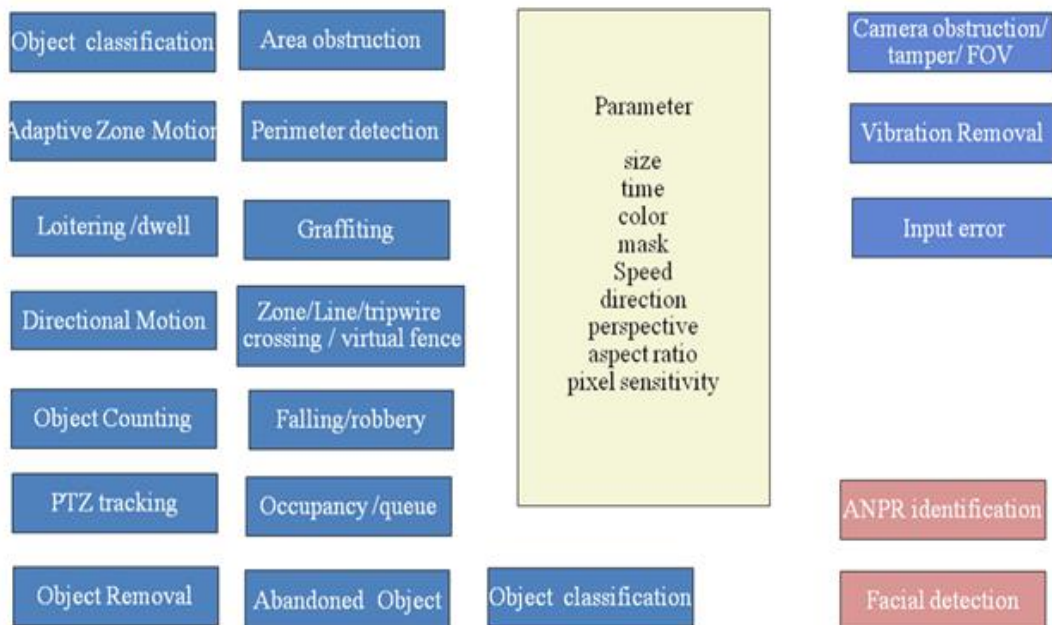 Object classification
Area obstruction
Camera obstruction/
tamper/ FOV
Adaptive Zone Motion
Perimeter detection
Vibration Removal
Loitering /dwell
Graffiting
Input error
Directional Motion
Zone/Line/tripwire
crossing / virtual fence
Object Counting
Falling/robbery
PTZ tracking
Occupancy /queue
Object Removal
Abandoned Object
Object classification
Parameter
size
time
color
mask
Speed
direction
perspective
aspect ratio
pixel sensitivity
ANPR identification
Facial detection